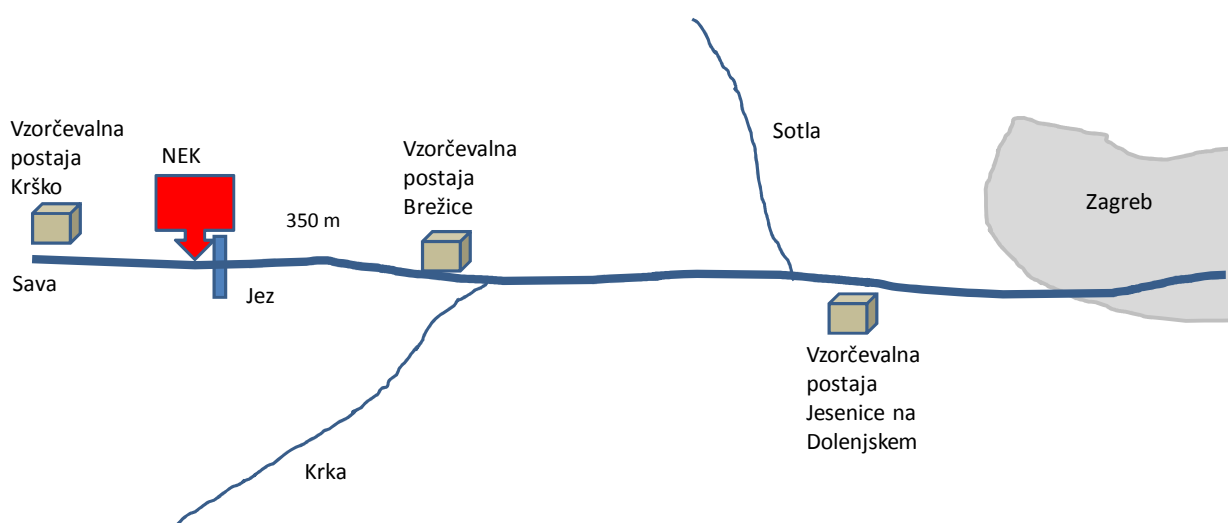 Vzorčevalna
postaja
Krško
NEK
350 m
Vzorčevalna
postaja
Brežice
Sotla
Zagreb
Sava
Jez
Vzorčevalna
postaja
Jesenice na
Dolenjskem
Krka